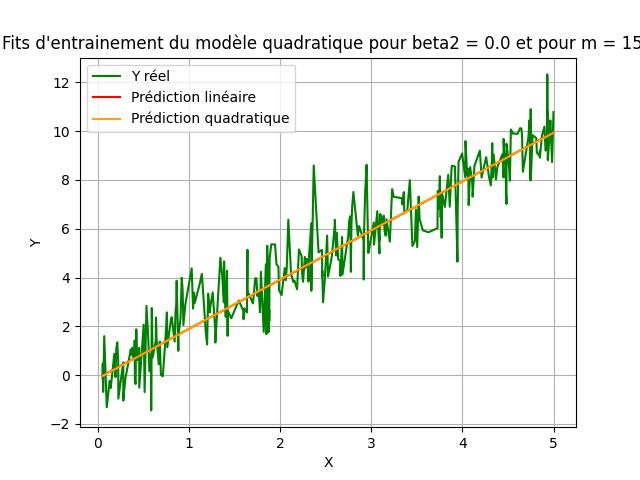 Fits d'entrainement du modèle quadratique pour beta2 = 0.0 et pour m = 15
Y réel
Prédiction linéaire
Prédiction quadratique
12
10
8
6
4
2
0
−2
Y
0 1 2 3 4 5
X